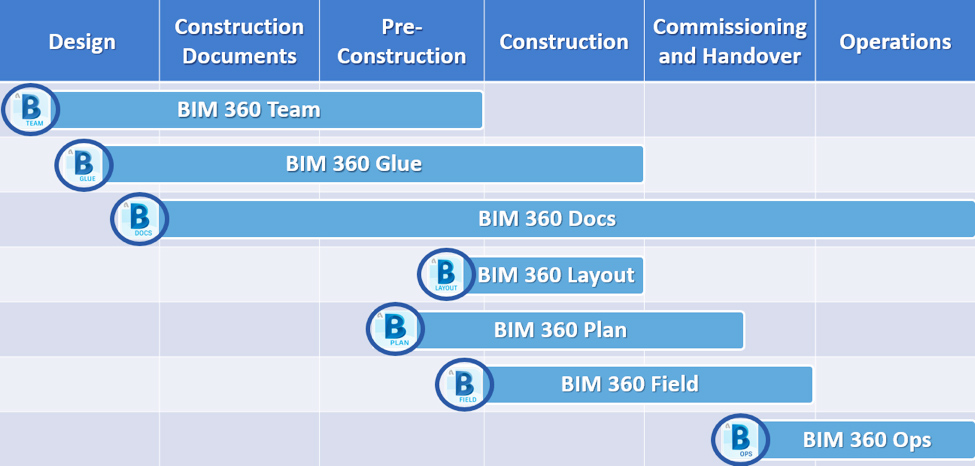 Design
Construction
Documents
Pre-
Construction
Construction
Commissioning
and Handover
Operations
B
TEAM
BIM 360 Team
B
GLUE
BIM 360 Glue
B
DOCS
BIM 360 Docs
B
LAYOUT
BIM 360 Layout
B
PLAN
BIM 360 Plan
B
FIELD
BIM 360 Field
B
OPS
BIM 360 Ops